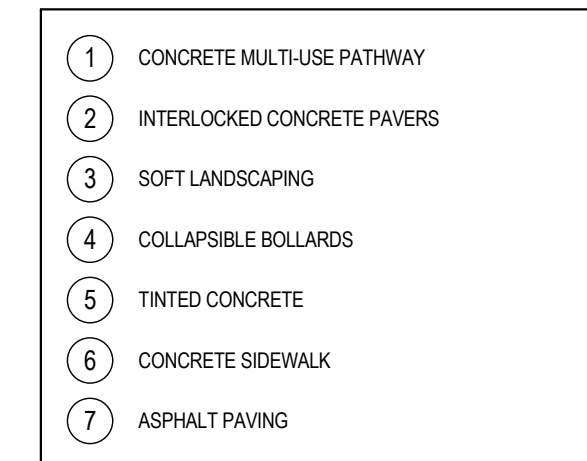 1 CONCRETE MULTI-USE PATHWAY
2 INTERLOCKED CONCRETE PAVERS
3 SOFT LANDSCAPING
4 COLLAPSIBLE BOLLARDS
5 TINTED CONCRETE
6 CONCRETE SIDEWALK
7 ASPHALT PAVING